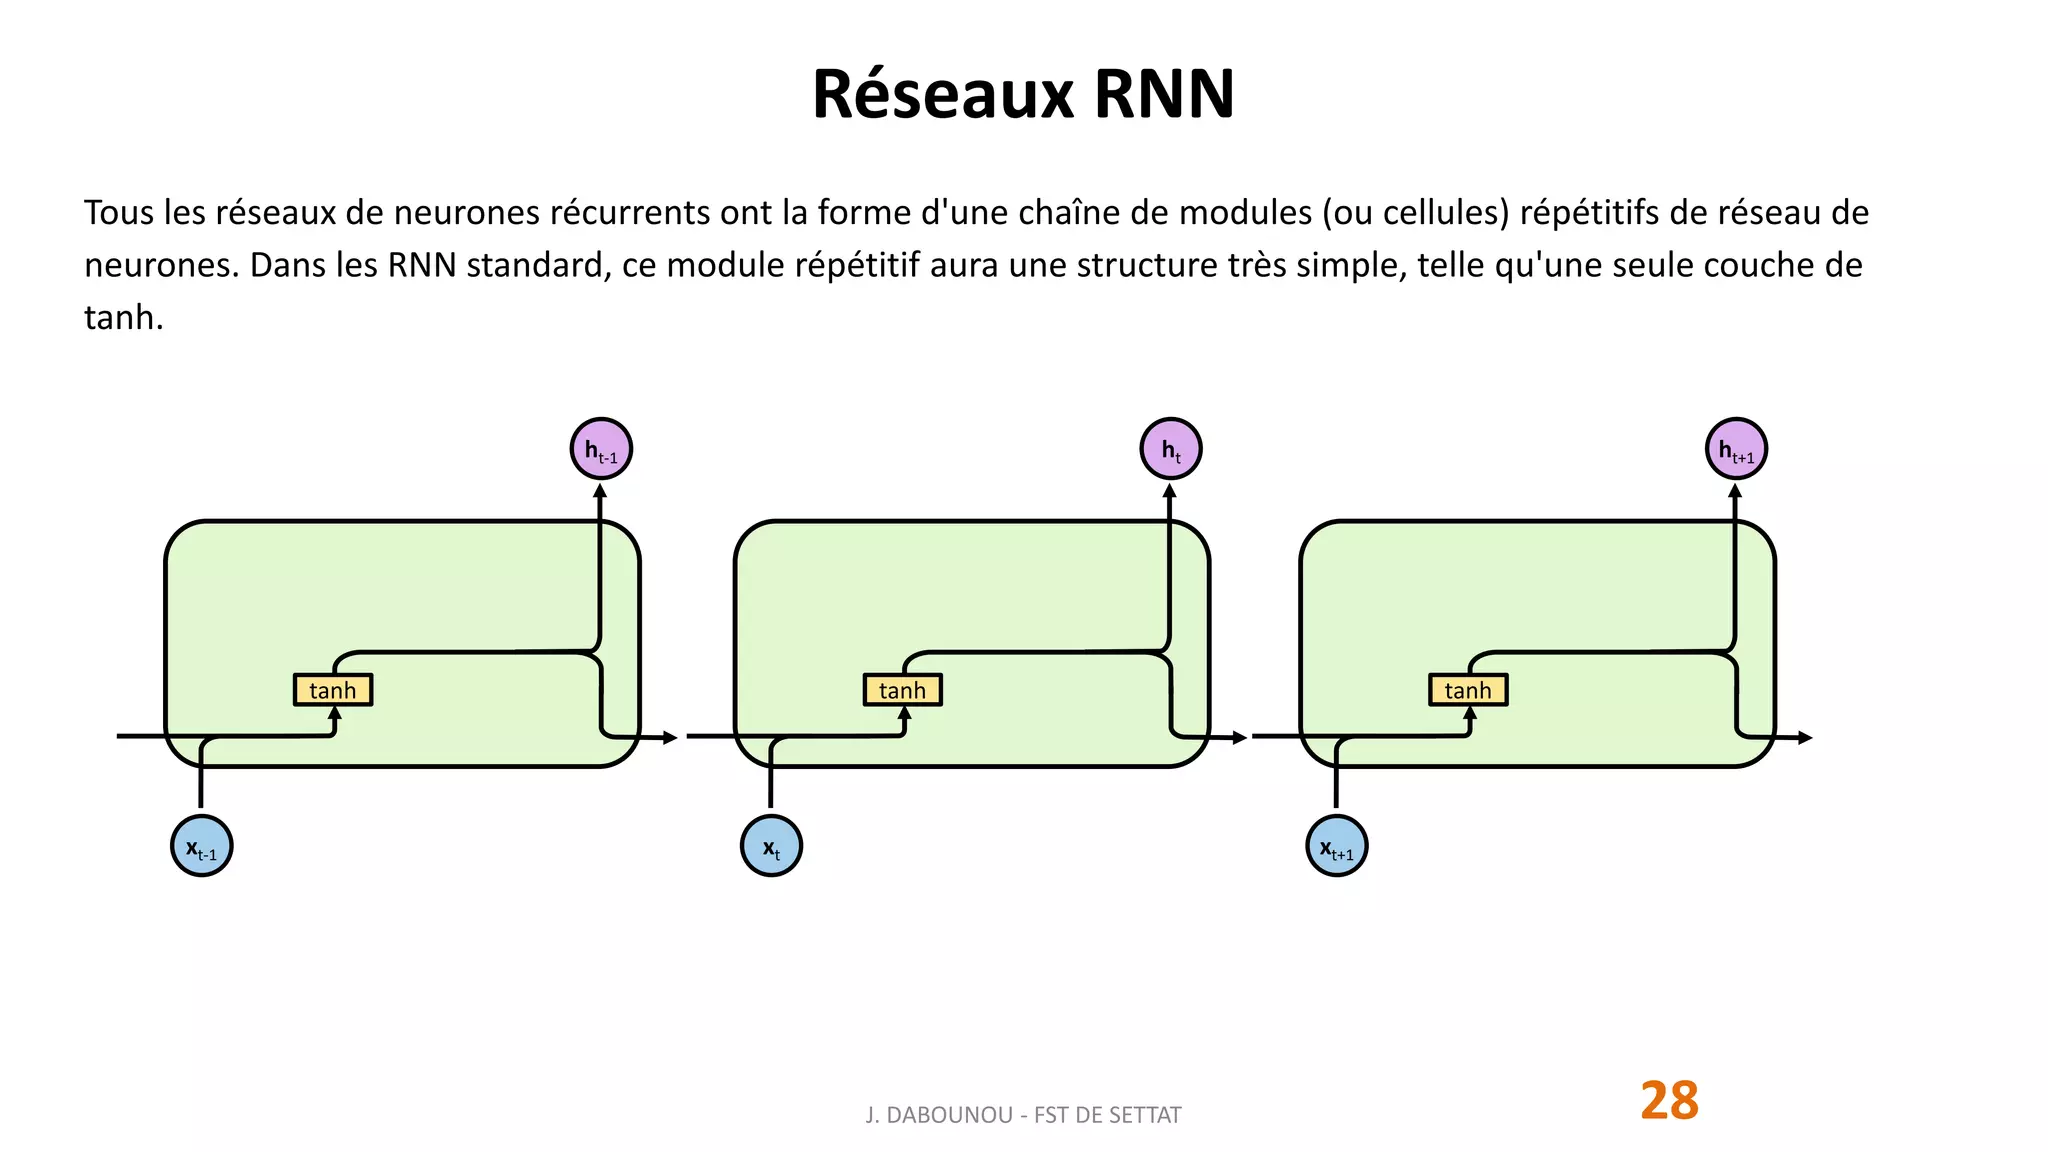 Réseaux RNN
Tous les réseaux de neurones récurrents ont la forme d'une chaîne de modules (ou cellules) répétitifs de réseau de
neurones. Dans les RNN standard, ce module répétitif aura une structure très simple, telle qu'une seule couche de
tanh.
ht-1
ht
ht+1
tanh
tanh
tanh
xt-1
xt
xt+1
J. DABOUNOU - FST DE SETTAT
28